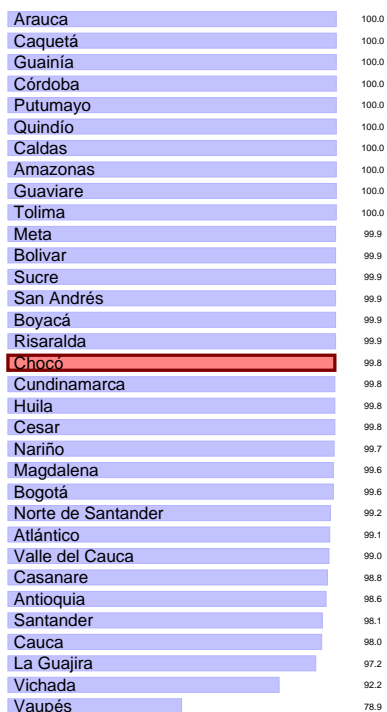 Arauca 100.0
Caquetá 100.0
Guainía 100.0
Córdoba 100.0
Putumayo 100.0
Quindío 100.0
Caldas 100.0
Amazonas 100.0
Guaviare 100.0
Tolima 100.0
Meta 99.9
Bolivar 99.9
Sucre 99.9
San Andrés 99.9
Boyacá 99.9
Risaralda 99.9
Chocó 99.8
Cundinamarca 99.8
Huila 99.8
Cesar 99.8
Nariño 99.7
Magdalena 99.6
Bogotá 99.6
Norte de Santander 99.2
Atlántico 99.1
Valle del Cauca 99.0
Casanare 98.8
Antioquia 98.6
Santander 98.1
Cauca 98.0
La Guajira 97.2
Vichada 92.2
Vaupés 78.9